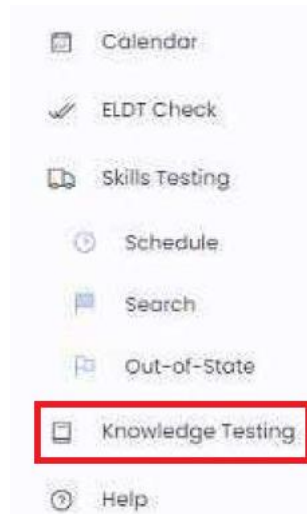 Calendar
ELDT Check
Skills Testing
Schedule
Search
Out-of-State
Knowledge Testing
Help